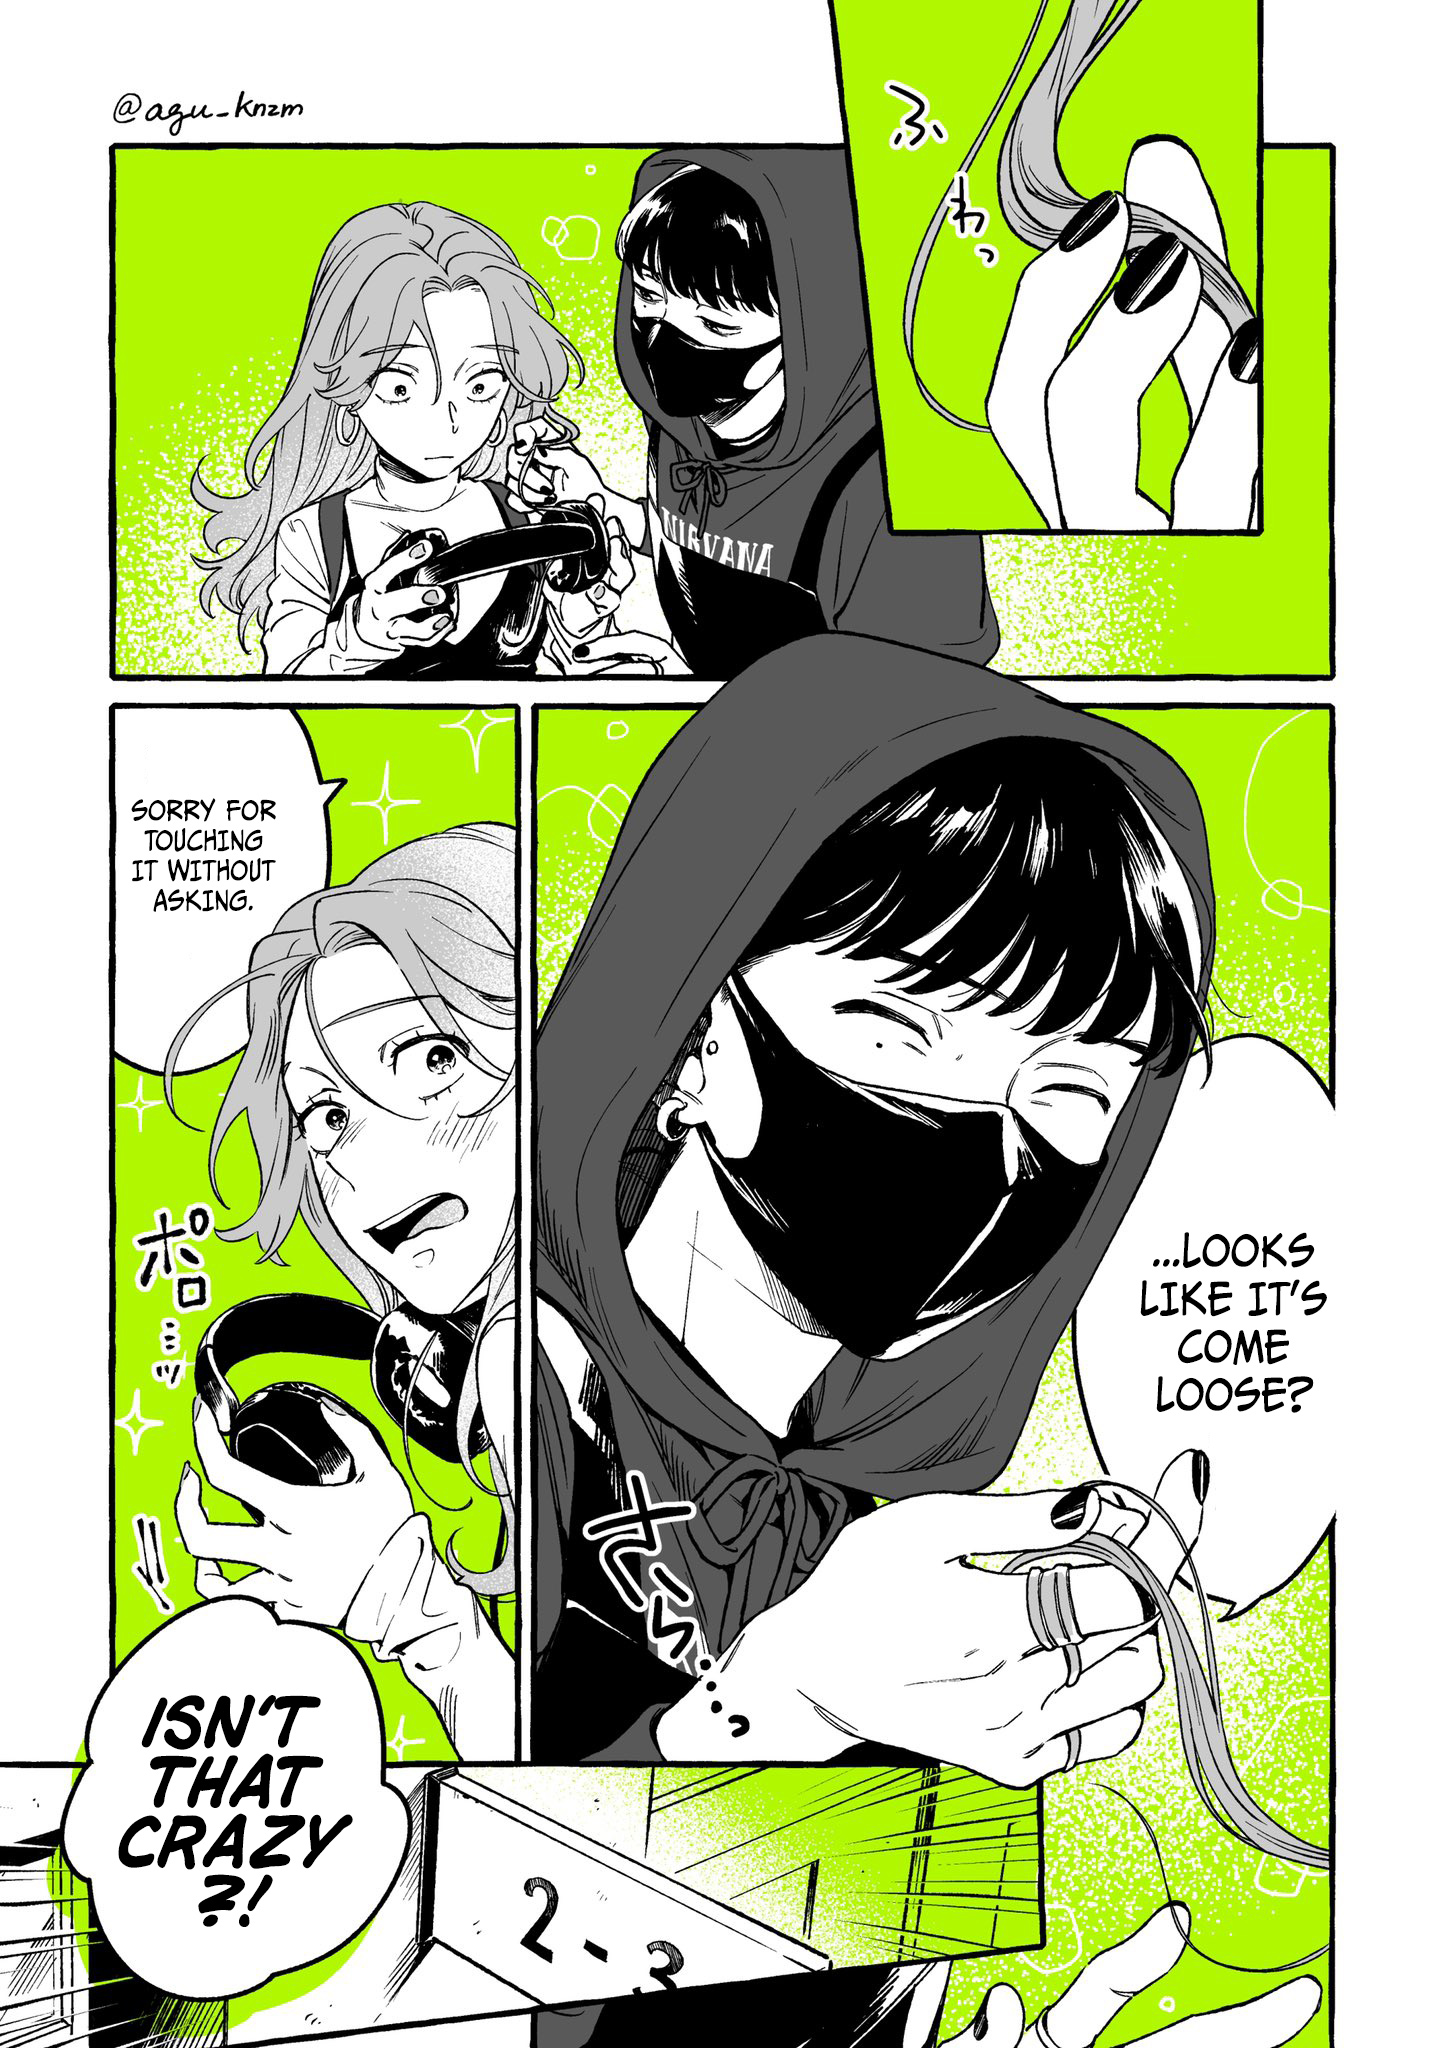 @agu_knzm
ふ
わっ
NIRVANA
...LOOKS
LIKE IT'S
COME
LOOSE?
さら...
SORRY FOR
TOUCHING
IT WITHOUT
ASKING.
ポロ...ッ
ISN'T
THAT
CRAZY
?!
2-3